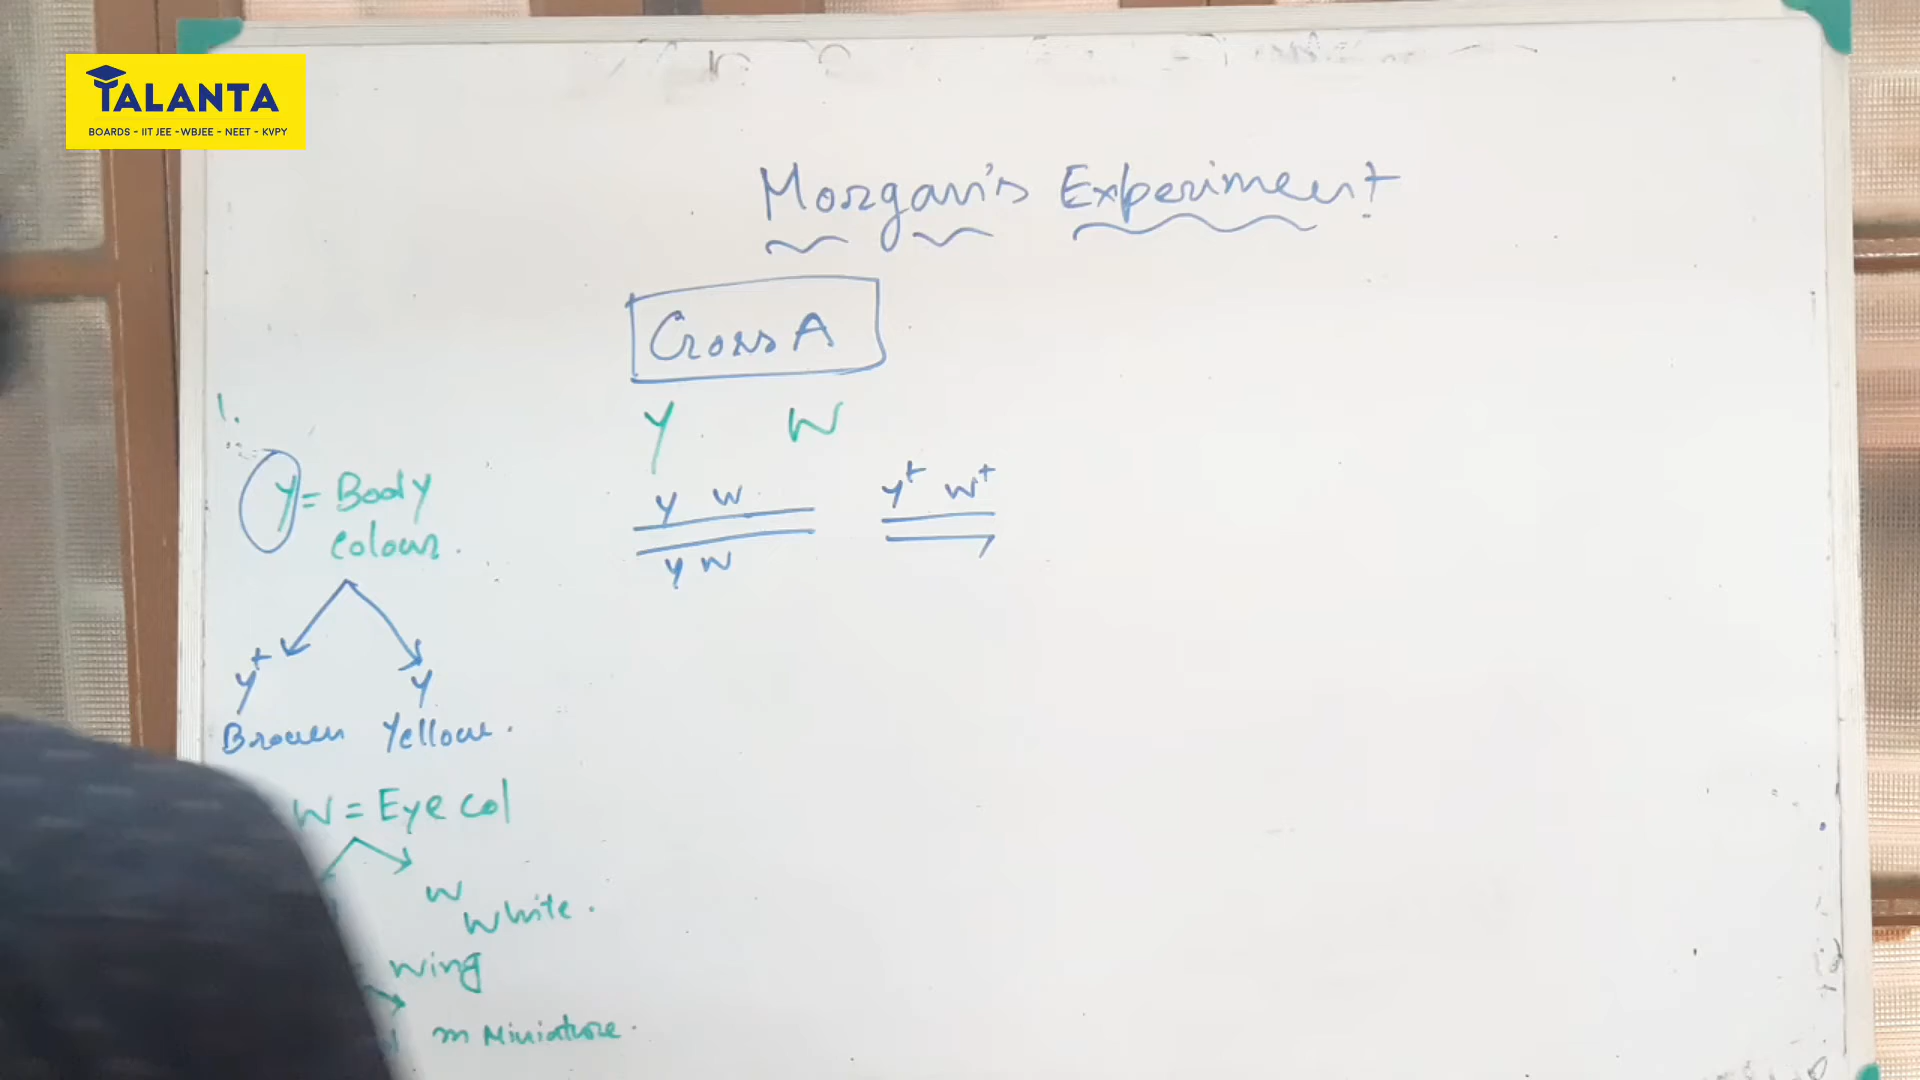 TALANTA
BOARDS - IIT JEE - WBJEE - NEET - KVPY
Morgan's Experiment
Cross A
Y W
y w y+ w+
y w
1.
Y = Body
colour.
y+ y
Brown Yellow.
W = Eye col
w
White.
Wing
m Miniature.